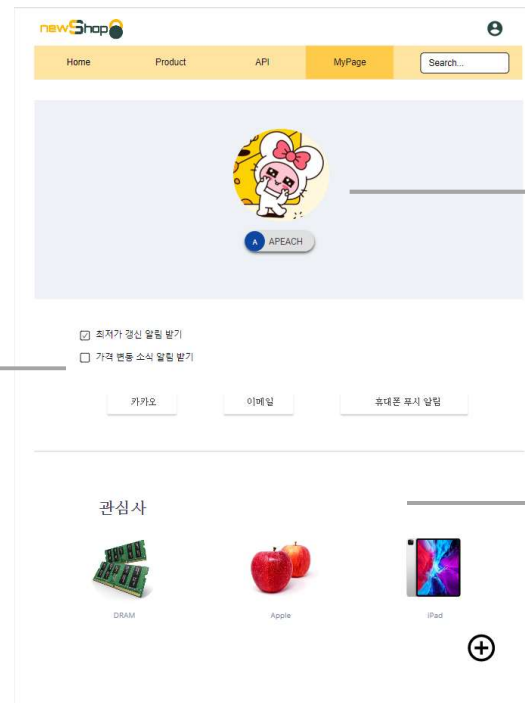 newShop
Home Product API MyPage Search...
A APEACH
최저가 갱신 알림 받기
가격 변동 소식 알림 받기
카카오 이메일 휴대폰 푸시 알림
관심사
DRAM Apple iPad